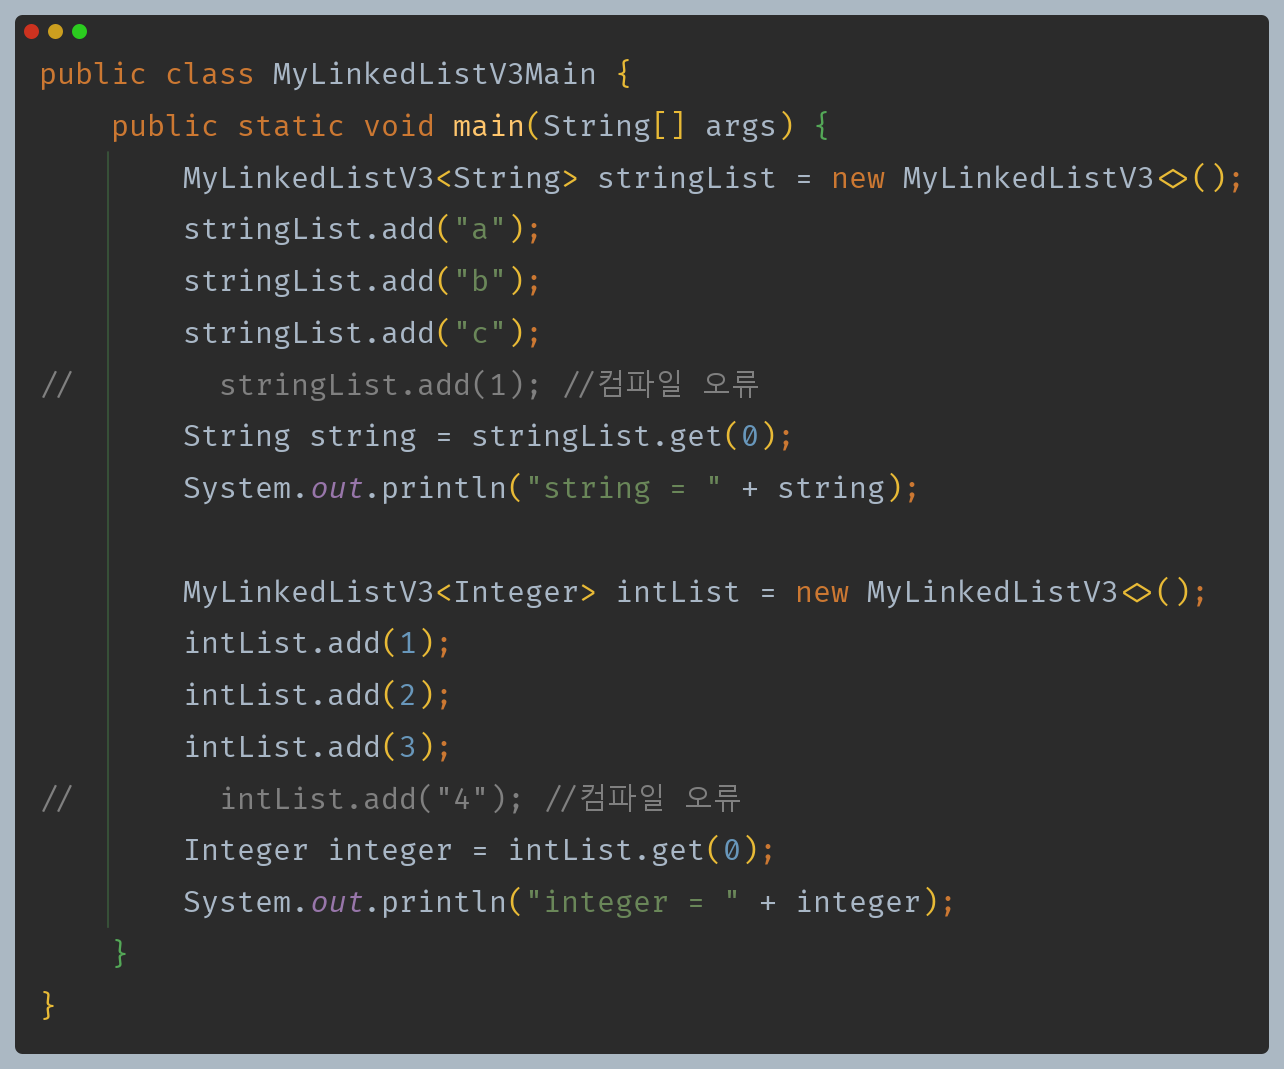 public class MyLinkedListV3Main {
    public static void main(String[] args) {
        MyLinkedListV3<String> stringList = new MyLinkedListV3<>();
        stringList.add("a");
        stringList.add("b");
        stringList.add("c");
//        stringList.add(1); //컴파일 오류
        String string = stringList.get(0);
        System.out.println("string = " + string);

        MyLinkedListV3<Integer> intList = new MyLinkedListV3<>();
        intList.add(1);
        intList.add(2);
        intList.add(3);
//        intList.add("4"); //컴파일 오류
        Integer integer = intList.get(0);
        System.out.println("integer = " + integer);
    }
}